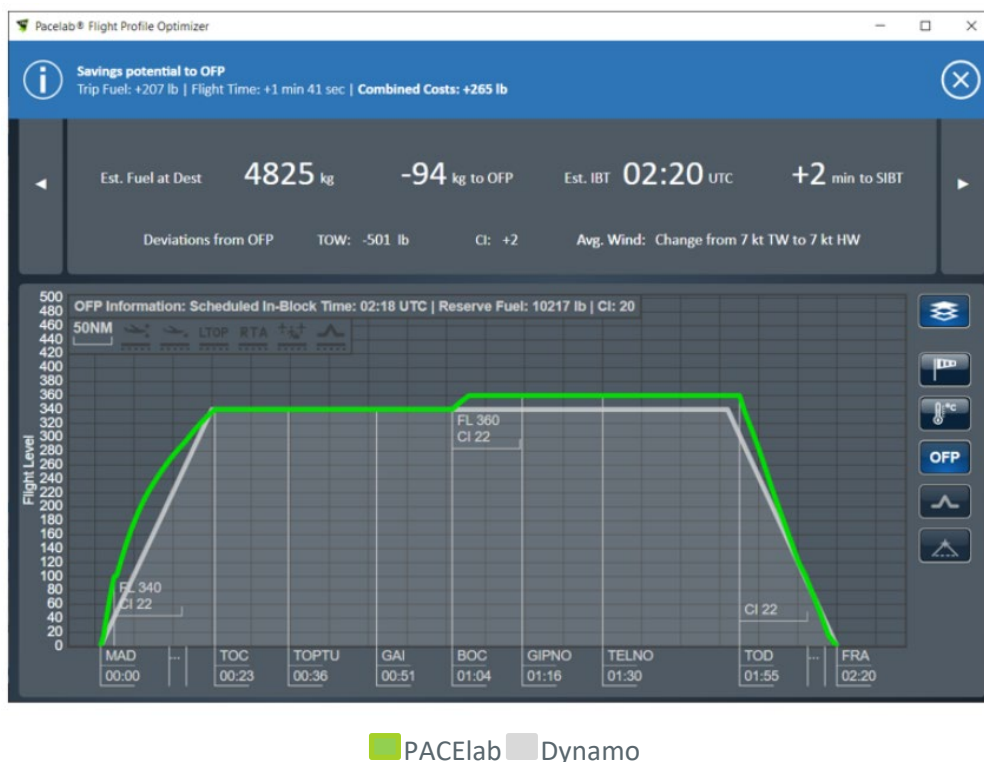 Pacelab® Flight Profile Optimizer
Savings potential to OFP
Trip Fuel: +207 lb | Flight Time: +1 min 41 sec | Combined Costs: +265 lb
Est. Fuel at Dest 4825 kg -94 kg to OFP Est. IBT 02:20 UTC +2 min to SIBT
Deviations from OFP TOW: -501 lb CI: +2 Avg. Wind: Change from 7 kt TW to 7 kt HW
OFP Information: Scheduled In-Block Time: 02:18 UTC | Reserve Fuel: 10217 lb | CI: 20
50NM LTOP RTA
500
480
460
440
420
400
380
360
340
320
300
280
260
240
220
200
180
160
140
120
100
80
60
40
20
0
Flight Level
°C
OFP
FL 360
CI 22
FL 340
CI 22
CI 22
MAD ... TOC TOPTU GAI BOC GIPNO TELNO TOD ... FRA
00:00 00:23 00:36 00:51 01:04 01:16 01:30 01:55 02:20
PACElab Dynamo